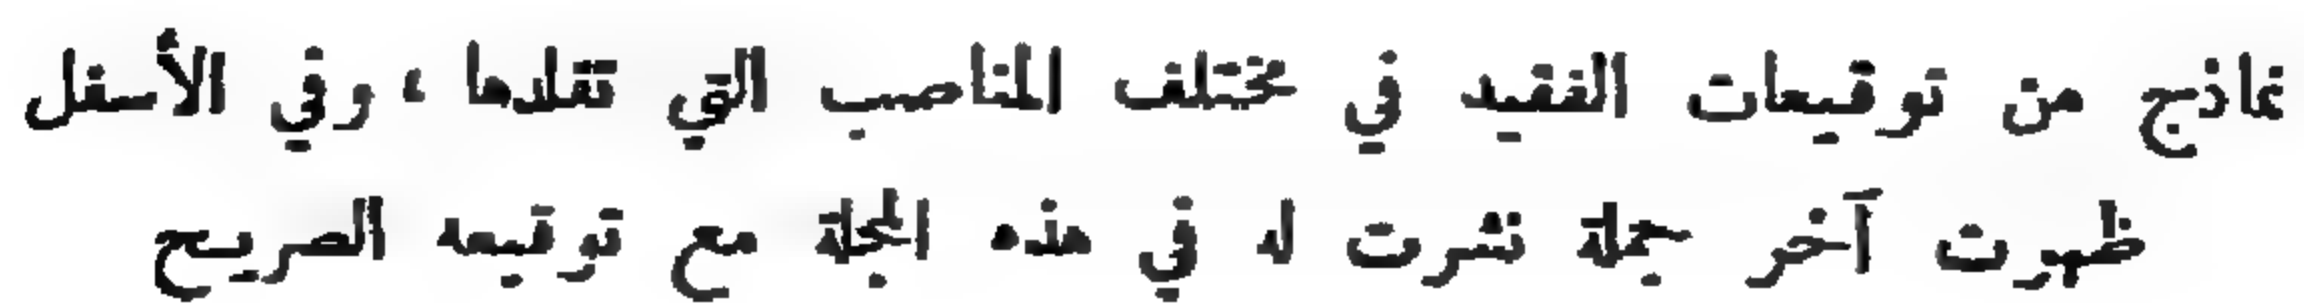 نماذج من توقيعات الفقيد في مختلف المناصب التي تقلدها ، وفي الأسفل
ظهرت آخر جملة نشرت له في هذه المجلة مع توقيعه الصريح